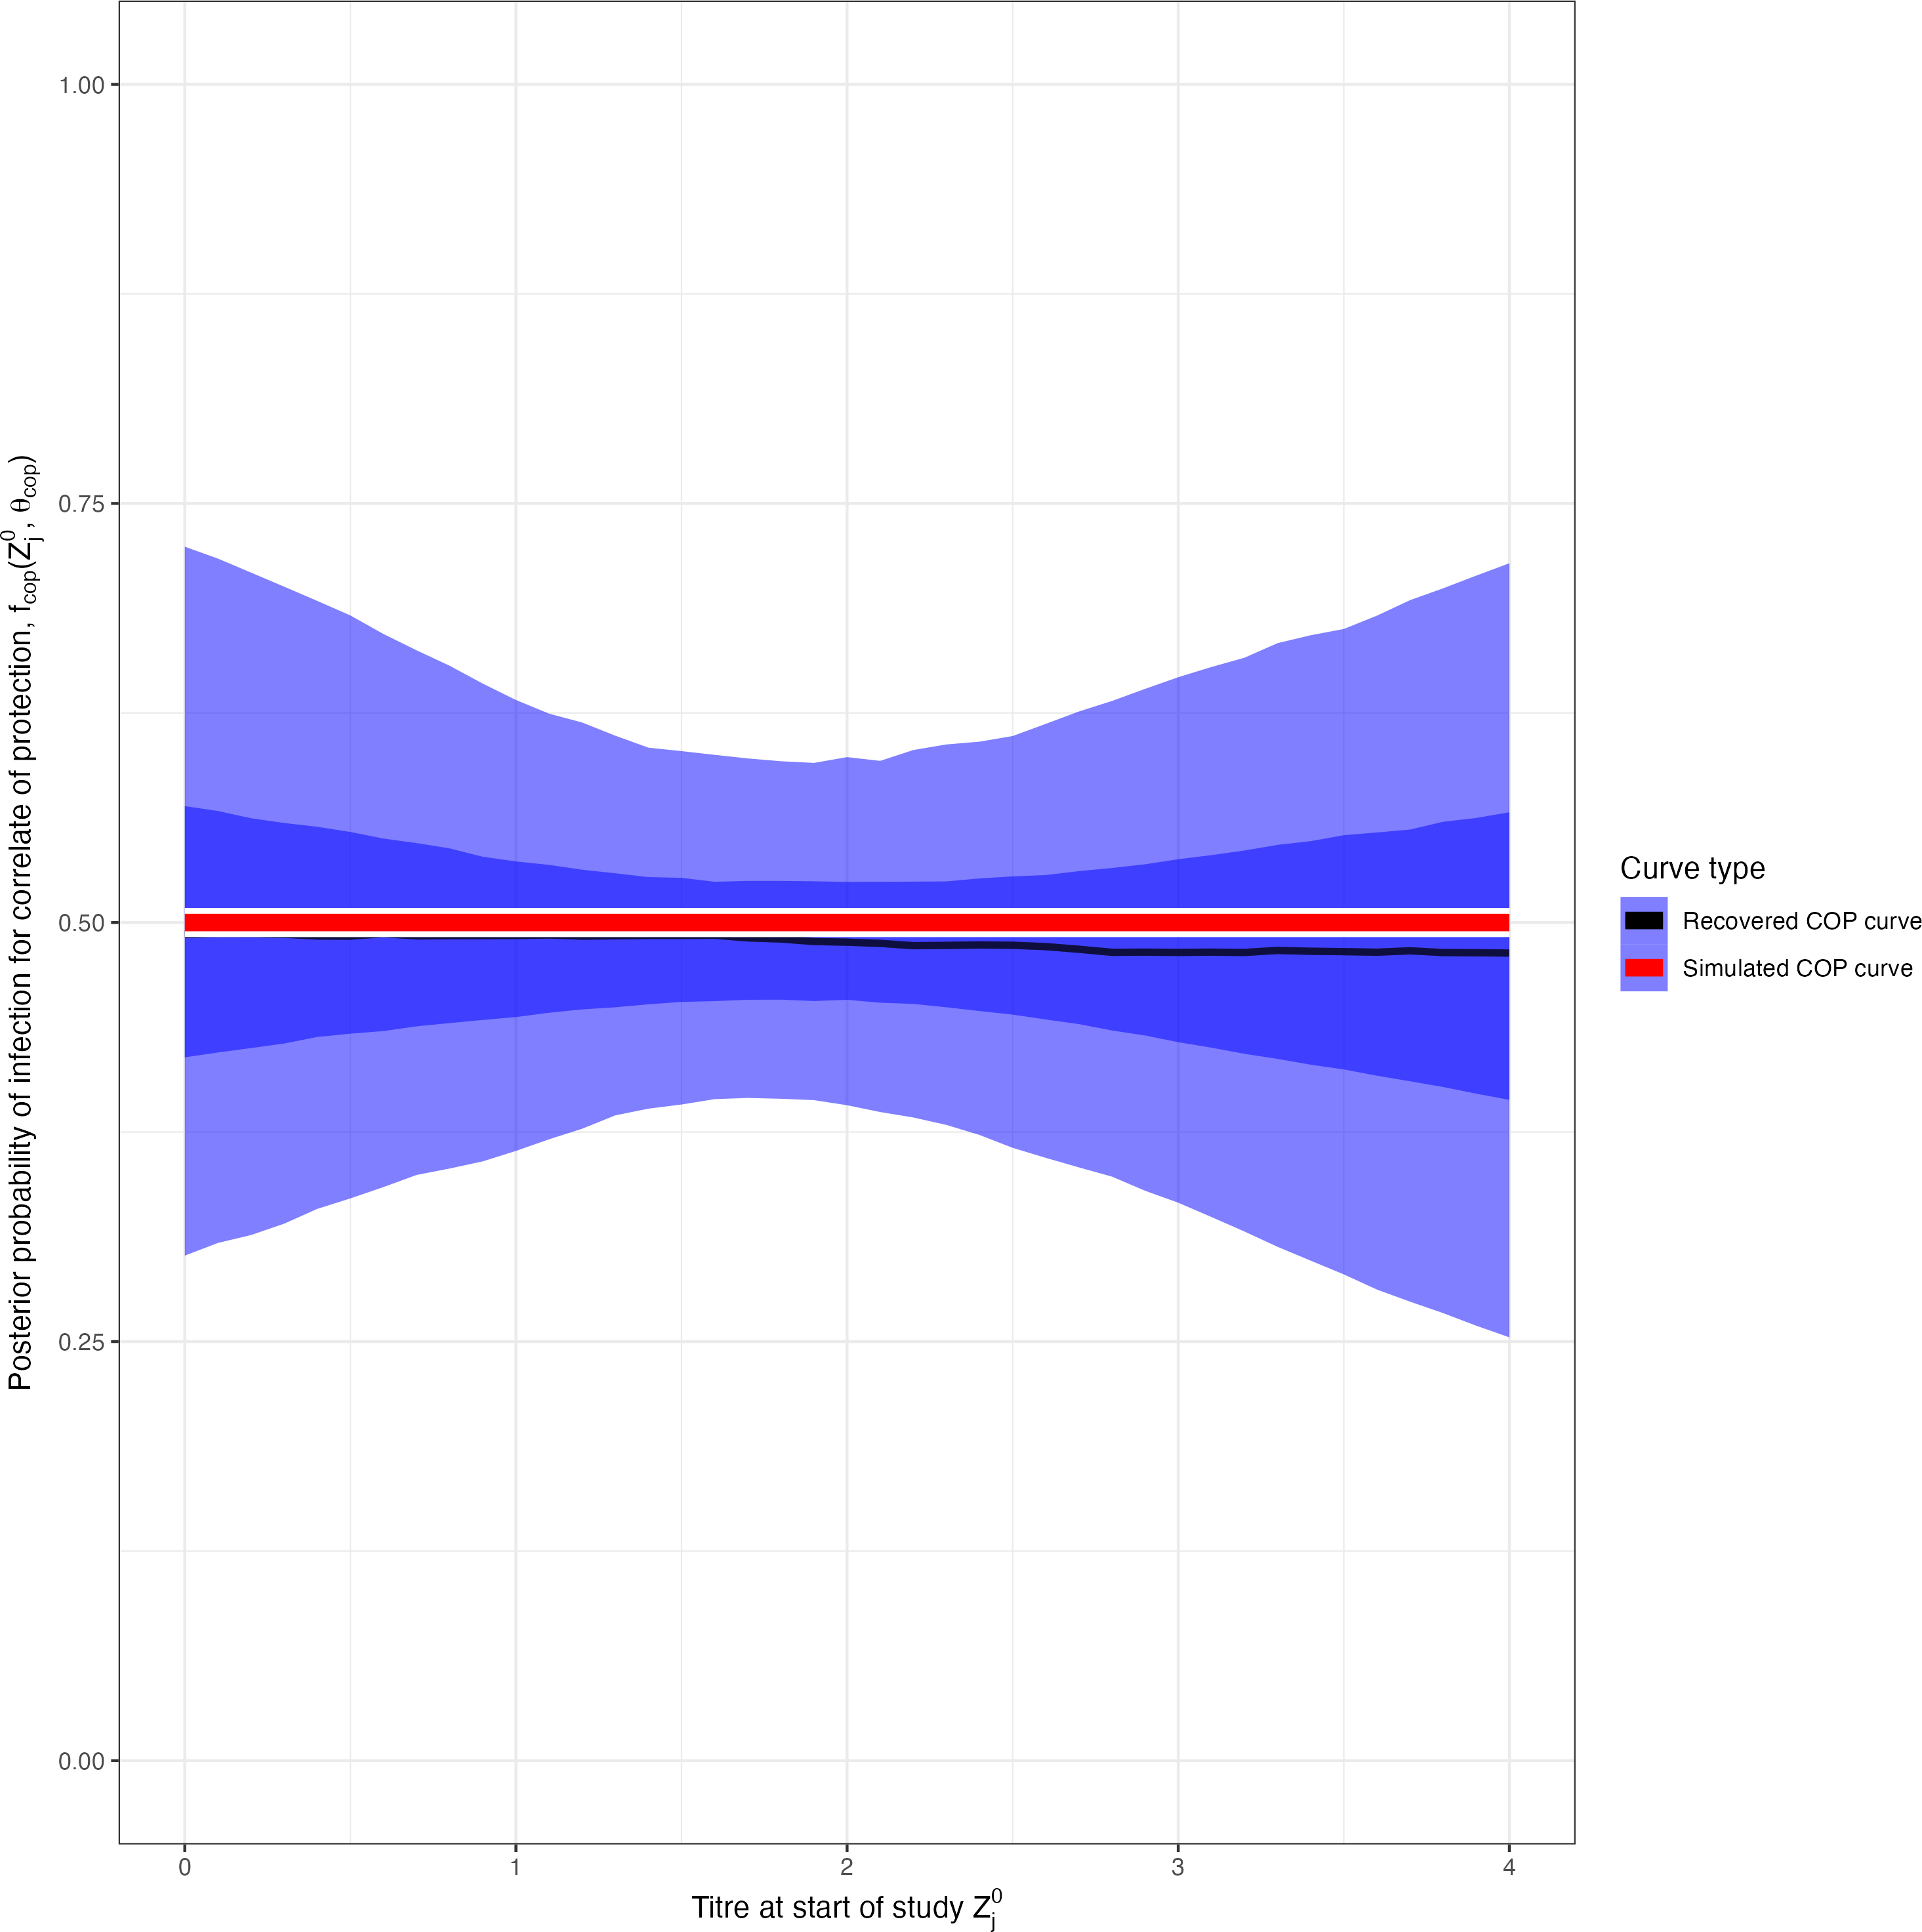 Posterior probability of infection for correlate of protection, f_cop(Z_j^0, θ_cop)
1.00
0.75
0.50
0.25
0.00
0 1 2 3 4
Titre at start of study Z_j^0
Curve type
Recovered COP curve
Simulated COP curve